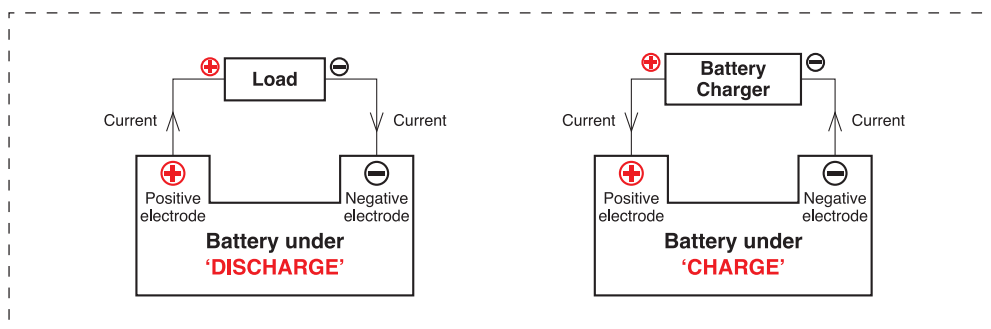 Load
Current
Current
Positive
electrode
Negative
electrode
Battery under
‘DISCHARGE’
Battery
Charger
Current
Current
Positive
electrode
Negative
electrode
Battery under
‘CHARGE’